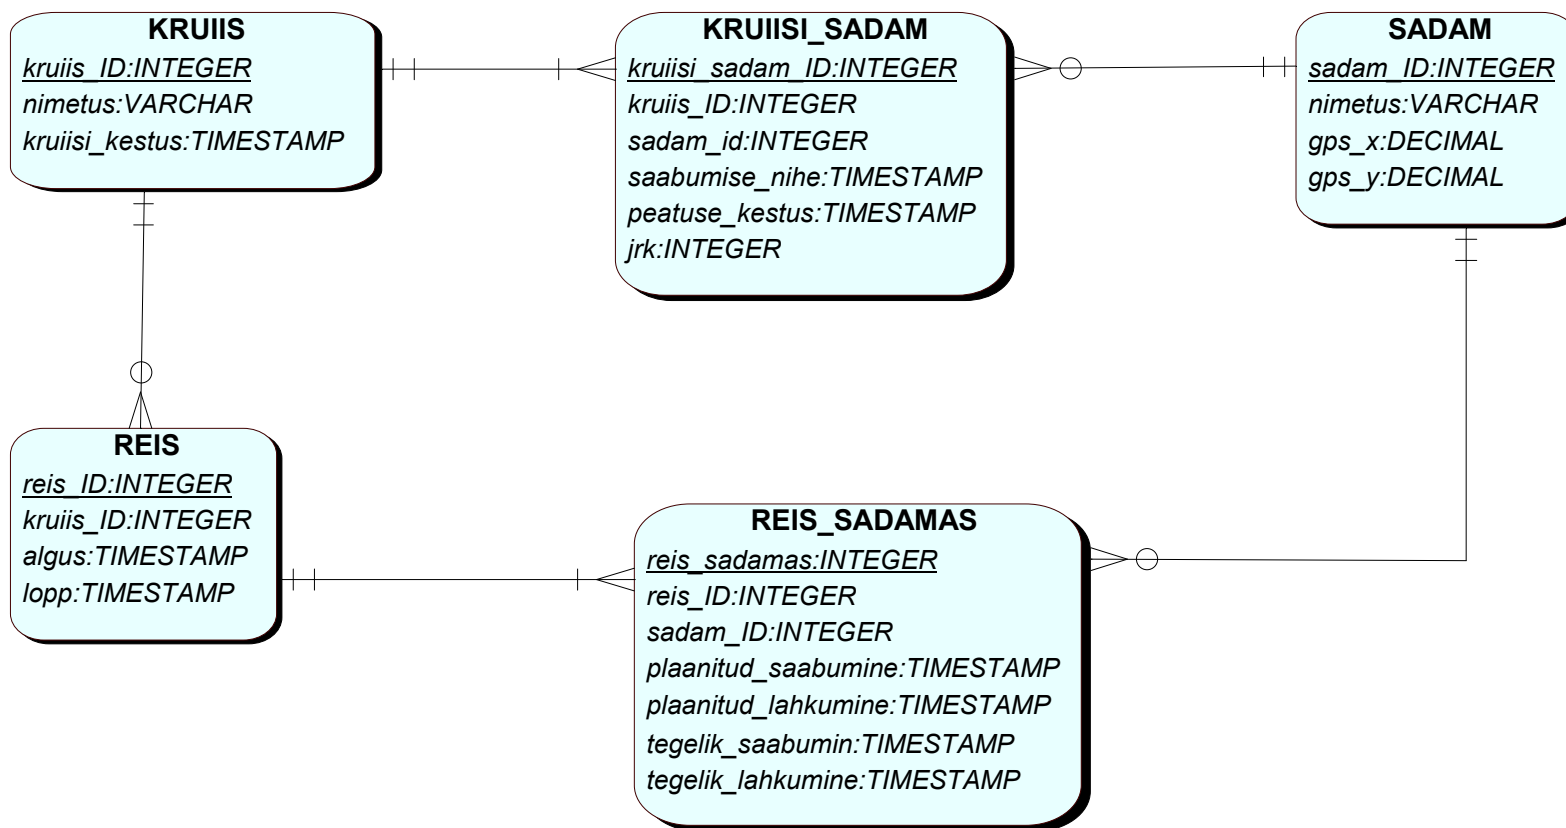 KRUIIS
kruiis_ID:INTEGER
nimetus:VARCHAR
kruiisi_kestus:TIMESTAMP
KRUIISI_SADAM
kruiisi_sadam_ID:INTEGER
kruiis_ID:INTEGER
sadam_id:INTEGER
saabumise_nihe:TIMESTAMP
peatuse_kestus:TIMESTAMP
jrk:INTEGER
SADAM
sadam_ID:INTEGER
nimetus:VARCHAR
gps_x:DECIMAL
gps_y:DECIMAL
REIS
reis_ID:INTEGER
kruiis_ID:INTEGER
algus:TIMESTAMP
lopp:TIMESTAMP
REIS_SADAMAS
reis_sadamas:INTEGER
reis_ID:INTEGER
sadam_ID:INTEGER
plaanitud_saabumine:TIMESTAMP
plaanitud_lahkumine:TIMESTAMP
tegelik_saabumin:TIMESTAMP
tegelik_lahkumine:TIMESTAMP